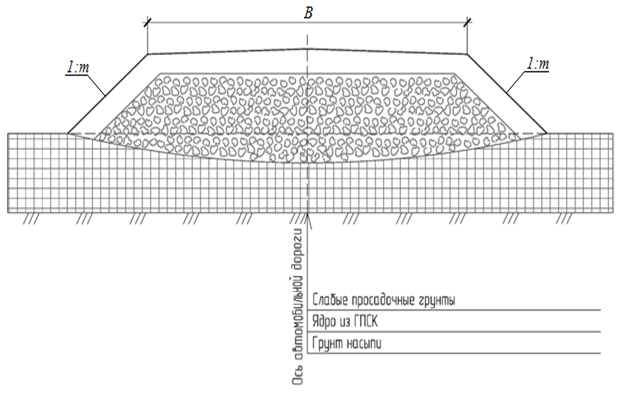 B
1:m
1:m
Ось автомобильной дороги
Слабые просадочные грунты
Ядро из ГПСК
Грунт насыпи